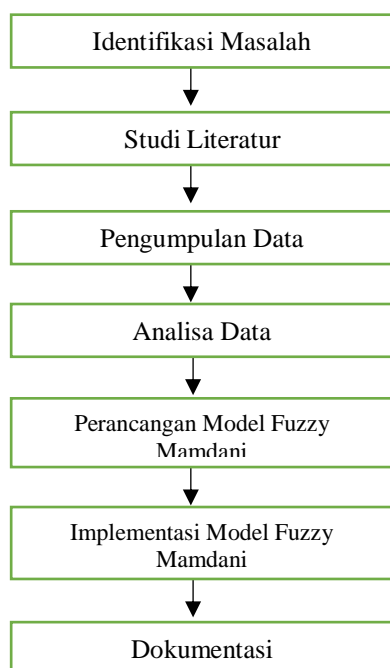 Identifikasi Masalah
Studi Literatur
Pengumpulan Data
Analisa Data
Perancangan Model Fuzzy
Mamdani
Implementasi Model Fuzzy
Mamdani
Dokumentasi